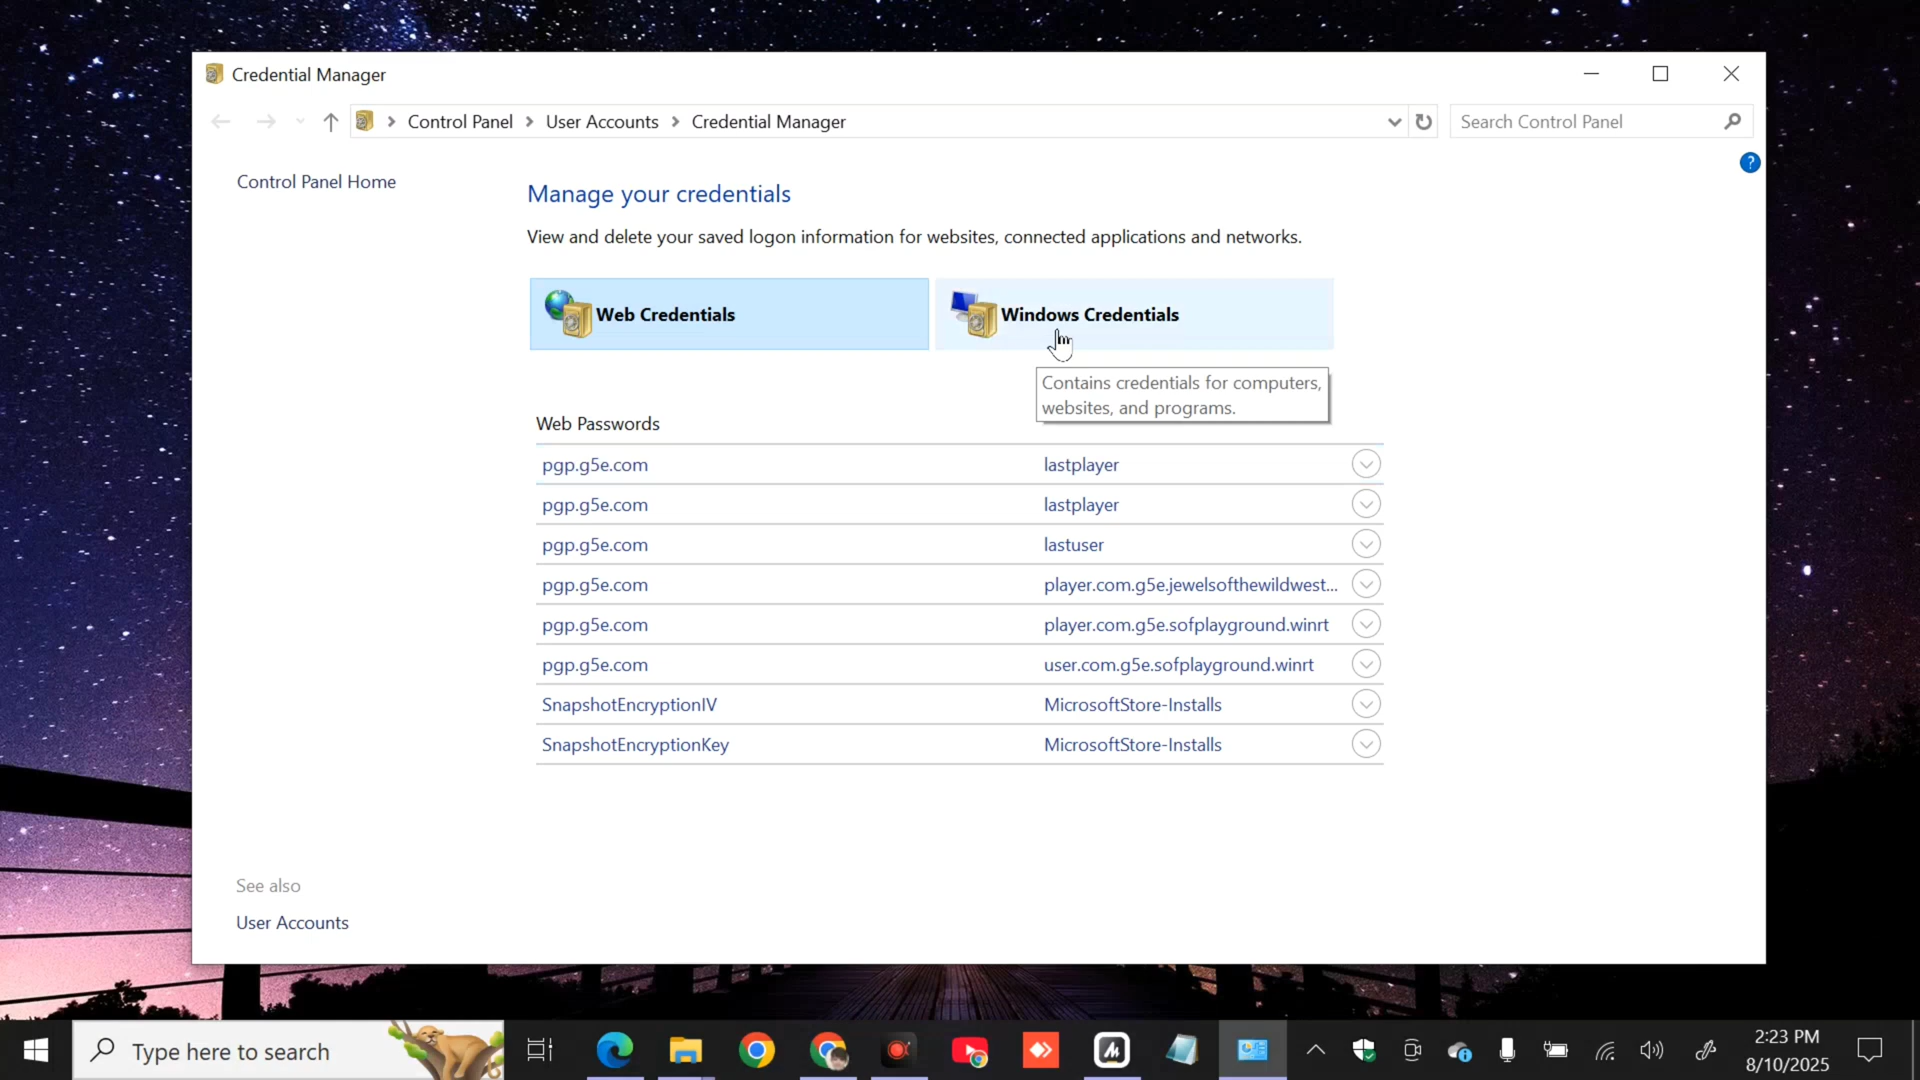 Credential Manager
Control Panel > User Accounts > Credential Manager
Search Control Panel
?
Control Panel Home
Manage your credentials
View and delete your saved logon information for websites, connected applications and networks.
Web Credentials
Windows Credentials
Contains credentials for computers,
websites, and programs.
Web Passwords
pgp.g5e.com lastplayer
pgp.g5e.com lastplayer
pgp.g5e.com lastuser
pgp.g5e.com player.com.g5e.jewelsofthewildwest...
pgp.g5e.com player.com.g5e.sofplayground.winrt
pgp.g5e.com user.com.g5e.sofplayground.winrt
SnapshotEncryptionIV MicrosoftStore-Installs
SnapshotEncryptionKey MicrosoftStore-Installs
See also
User Accounts
Type here to search
2:23 PM
8/10/2025